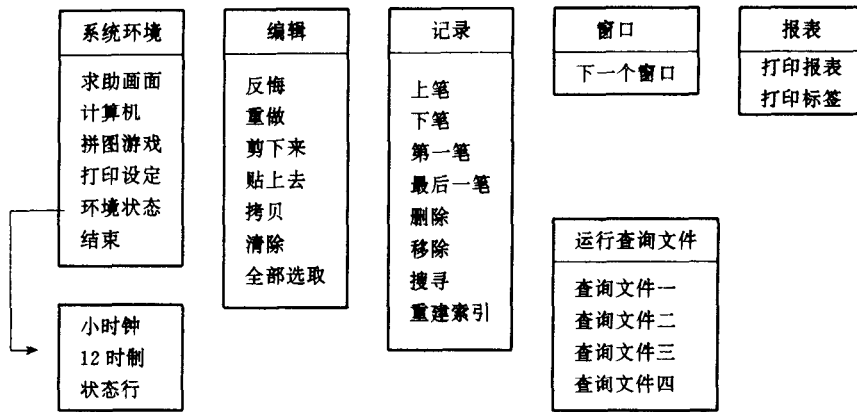 系统环境
求助画面
计算机
拼图游戏
打印设定
环境状态
结束
小时钟
12时制
状态行
编辑
反悔
重做
剪下来
贴上去
拷贝
清除
全部选取
记录
上笔
下笔
第一笔
最后一笔
删除
移除
搜寻
重建索引
窗口
下一个窗口
运行查询文件
查询文件一
查询文件二
查询文件三
查询文件四
报表
打印报表
打印标签